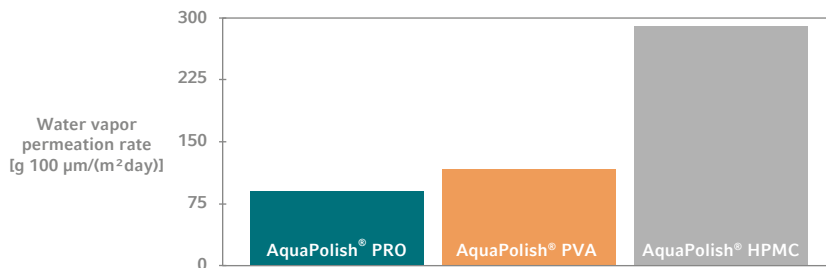 300
225
150
75
0
Water vapor
permeation rate
[g 100 µm/(m²day)]
AquaPolish® PRO
AquaPolish® PVA
AquaPolish® HPMC